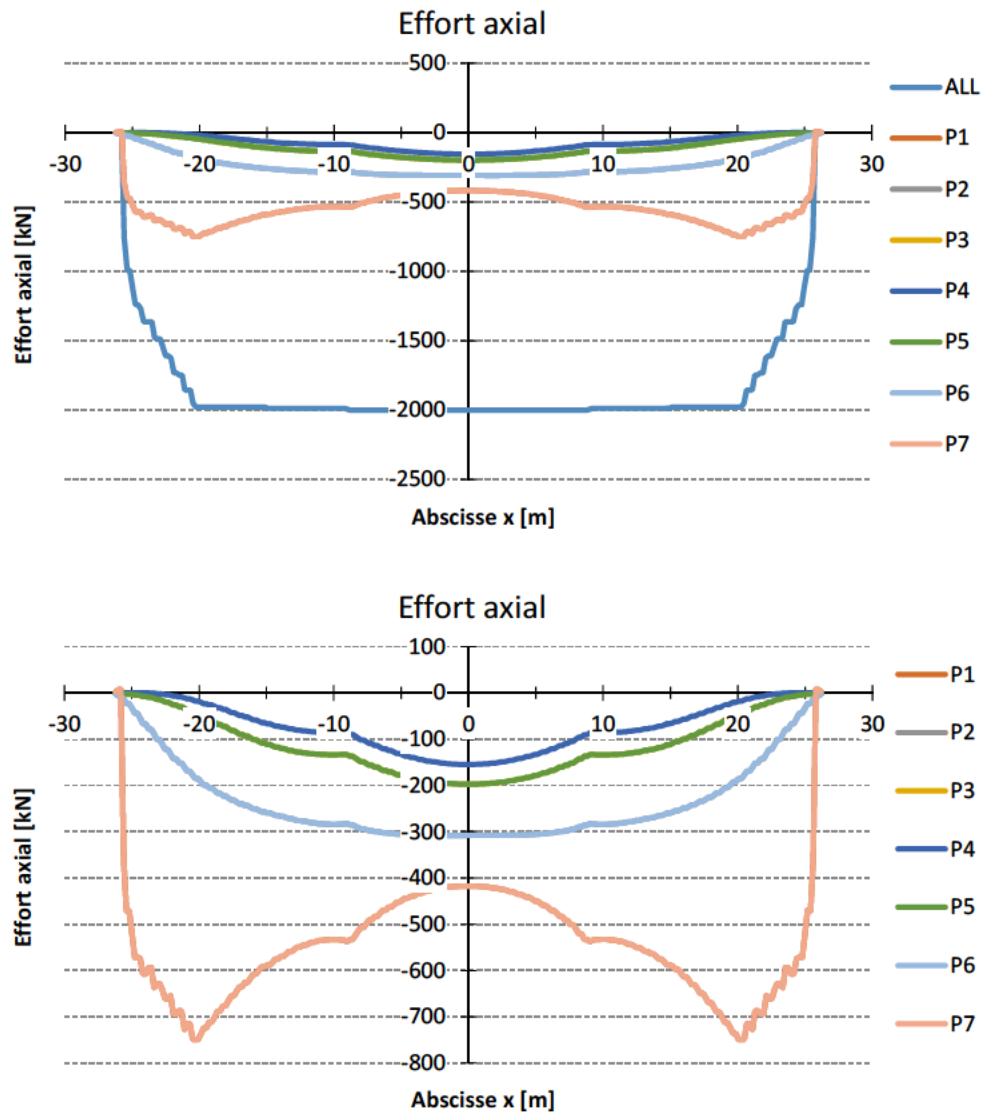 Effort axial
500
0
-500
-1000
-1500
-2000
-2500
-30
-20
-10
0
10
20
30
Effort axial [kN]
Abscisse x [m]
ALL
P1
P2
P3
P4
P5
P6
P7
Effort axial
100
0
-100
-200
-300
-400
-500
-600
-700
-800
-30
-20
-10
0
10
20
30
Effort axial [kN]
Abscisse x [m]
P1
P2
P3
P4
P5
P6
P7